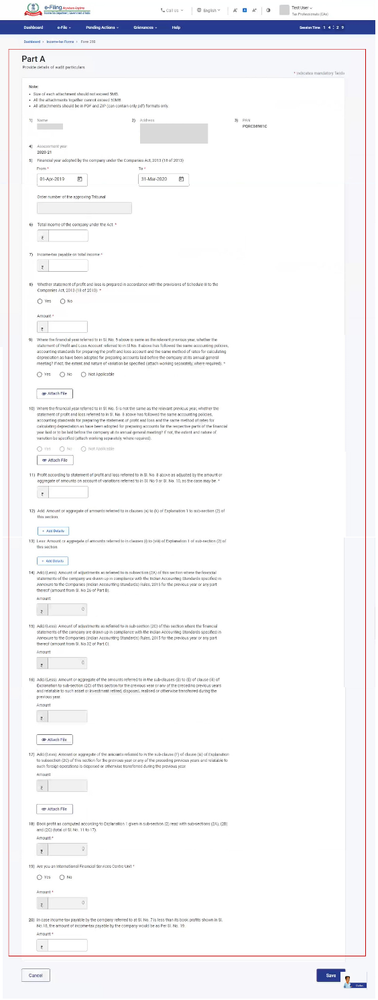 e-Filing Anywhere Anytime
Income Tax Department, Government of India
Call Us
English
A-
A
A+
Test User
Tax Professionals (CAs)
Dashboard
e-File
Pending Actions
Grievances
Help
Session Time 1 4 : 2 9
Dashboard > Income-tax Forms > Form 29B
Part A
Provide details of audit particulars
* Indicates mandatory fields
Note:
• Size of each attachment should not exceed 5MB.
• All the attachments together cannot exceed 50MB.
• All attachments should be in PDF and ZIP (can contain only pdf) formats only.
1) Name
2) Address
3) PAN
PQRCD8901C
4) Assessment year
2020-21
5) Financial year adopted by the company under the Companies Act, 2013 (18 of 2013)
From *
To *
01-Apr-2019
31-Mar-2020
Order number of the approving Tribunal
6) Total income of the company under the Act. *
₹
7) Income-tax payable on total income *
₹
8) Whether statement of profit and loss is prepared in accordance with the provisions of Schedule III to the
Companies Act, 2013 (18 of 2013). *
Yes
No
Amount *
₹
9) Where the financial year referred to in Sl. No. 5 above is same as the relevant previous year, whether the
statement of Profit and Loss Account referred to in Sl No. 8 above has followed the same accounting policies,
accounting standards for preparing the profit and loss account and the same method of rates for calculating
depreciation as have been adopted for preparing accounts laid before the company at its annual general
meeting? If not, the extent and nature of variation be specified (attach working separately, where required). *
Yes
No
Not Applicable
Attach File
10) Where the financial year referred to in Sl. No. 5 is not the same as the relevant previous year, whether the
statement of profit and loss referred to in Sl. No. 8 above has followed same accounting policies,
accounting standards for preparing the statement of profit and loss and the same method of rates for
calculating depreciation as have been adopted for preparing accounts for the respective parts of the financial
year laid or to be laid before the company at its annual general meeting? If not, the extent and nature of
variation be specified (attach working separately, where required).
Yes
No
Not Applicable
Attach File
11) Profit according to statement of profit and loss referred to in Sl. No. 8 above as adjusted by the amount or
aggregate of amounts on account of variations referred to in Sl. No 9 or Sl. No. 10, as the case may be. *
₹
12) Add: Amount or aggregate of amounts referred to in clauses (a) to (k) of Explanation 1 to sub-section (2) of
this section.
+ Add Details
13) Less: Amount or aggregate of amounts referred to in clauses (i) to (viii) of Explanation 1 of sub-section (2) of
this section.
+ Add Details
14) Add/(Less): Amount of adjustments as referred to in subsection (2A) of this section where the financial
statements of the company are drawn up in compliance with the Indian Accounting Standards specified in
Annexure to the Companies (Indian Accounting Standards) Rules, 2015 for the previous year or any part
thereof (amount from Sl. No 26 of Part B).
Amount
₹ 0
15) Add/(Less): Amount of adjustments as referred to in sub-section (2C) of this section where the financial
statements of the company are drawn up in compliance with the Indian Accounting Standards specified in
Annexure to the Companies (Indian Accounting Standards) Rules, 2015 for the previous year or any part
thereof (amount from Sl. No.32 of Part C).
Amount
₹ 0
16) Add/(Less): Amount or aggregate of the amounts referred to in the sub-clauses (B) to (E) of clause (iii) of
Explanation to sub-section (2C) of this section for the previous year or any of the preceding previous years
and relatable to such asset or investment retired, disposed, realised or otherwise transferred during the
previous year.
Amount
₹
Attach File
17) Add/(Less): Amount or aggregate of the amounts referred to in the sub-clause (F) of clause (iii) of Explanation
to subsection (2C) of this section for the previous year or any of the preceding previous years and relatable to
such foreign operations is disposed or otherwise transferred during the previous year
Amount
₹
Attach File
18) Book profit as computed according to Explanation 1 given in sub-section (2) read with sub-sections (2A), (2B)
and (2C) (total of Sl. No. 11 to 17).
Amount *
₹ 0
19) Are you an International Financial Services Centre Unit *
Yes
No
Amount *
₹ 0
20) In case income-tax payable by the company referred to at Sl. No. 7 is less than its book profits shown in Sl.
No.18, the amount of income-tax payable by the company would be as Per Sl. No. 19.
Amount *
₹
Cancel
Save